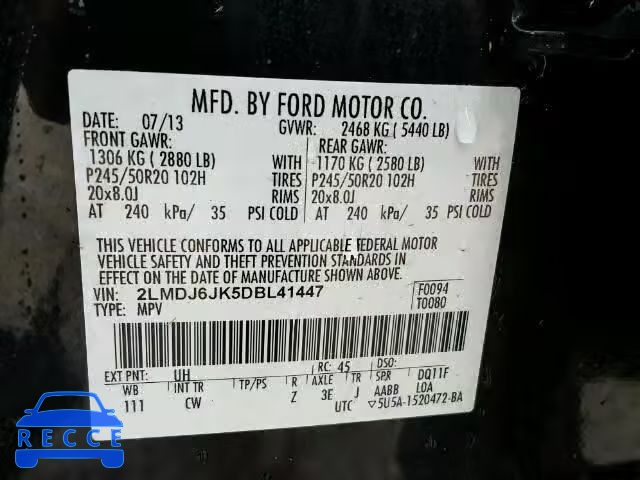 MFD. BY FORD MOTOR CO.
DATE: 07/13 GVWR: 2468 KG ( 5440 LB)
FRONT GAWR: REAR GAWR:
1306 KG ( 2880 LB) WITH 1170 KG ( 2580 LB) WITH
P245/50R20 102H TIRES P245/50R20 102H TIRES
20x8.0J RIMS 20x8.0J RIMS
AT 240 kPa/ 35 PSI COLD AT 240 kPa/ 35 PSI COLD
THIS VEHICLE CONFORMS TO ALL APPLICABLE FEDERAL MOTOR
VEHICLE SAFETY AND THEFT PREVENTION STANDARDS IN
EFFECT ON THE DATE OF MANUFACTURE SHOWN ABOVE.
VIN: 2LMDJ6JK5DBL41447 F0094
TYPE: MPV T0080
EXT PNT: UH RC: 45 DSO:
WB INT TR TP/PS R AXLE TR SPR DQ11F
111 CW Z 3E J AABB LOA
UTC ▽5U5A-1520472-BA
RECCE